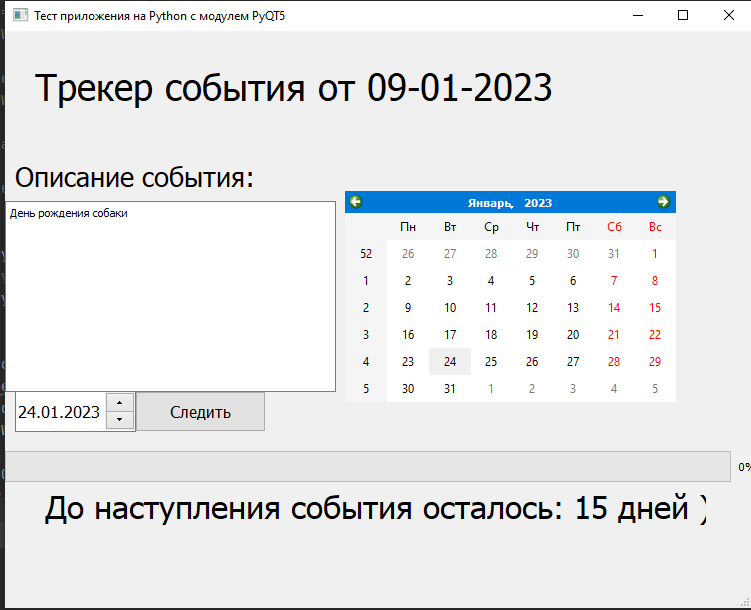 Тест приложения на Python с модулем PyQT5
Трекер события от 09-01-2023
Описание события:
День рождения собаки
Январь, 2023
Пн Вт Ср Чт Пт Сб Вс
52 26 27 28 29 30 31 1
1 2 3 4 5 6 7 8
2 9 10 11 12 13 14 15
3 16 17 18 19 20 21 22
4 23 24 25 26 27 28 29
5 30 31 1 2 3 4 5
24.01.2023 Следить
0%
До наступления события осталось: 15 дней )